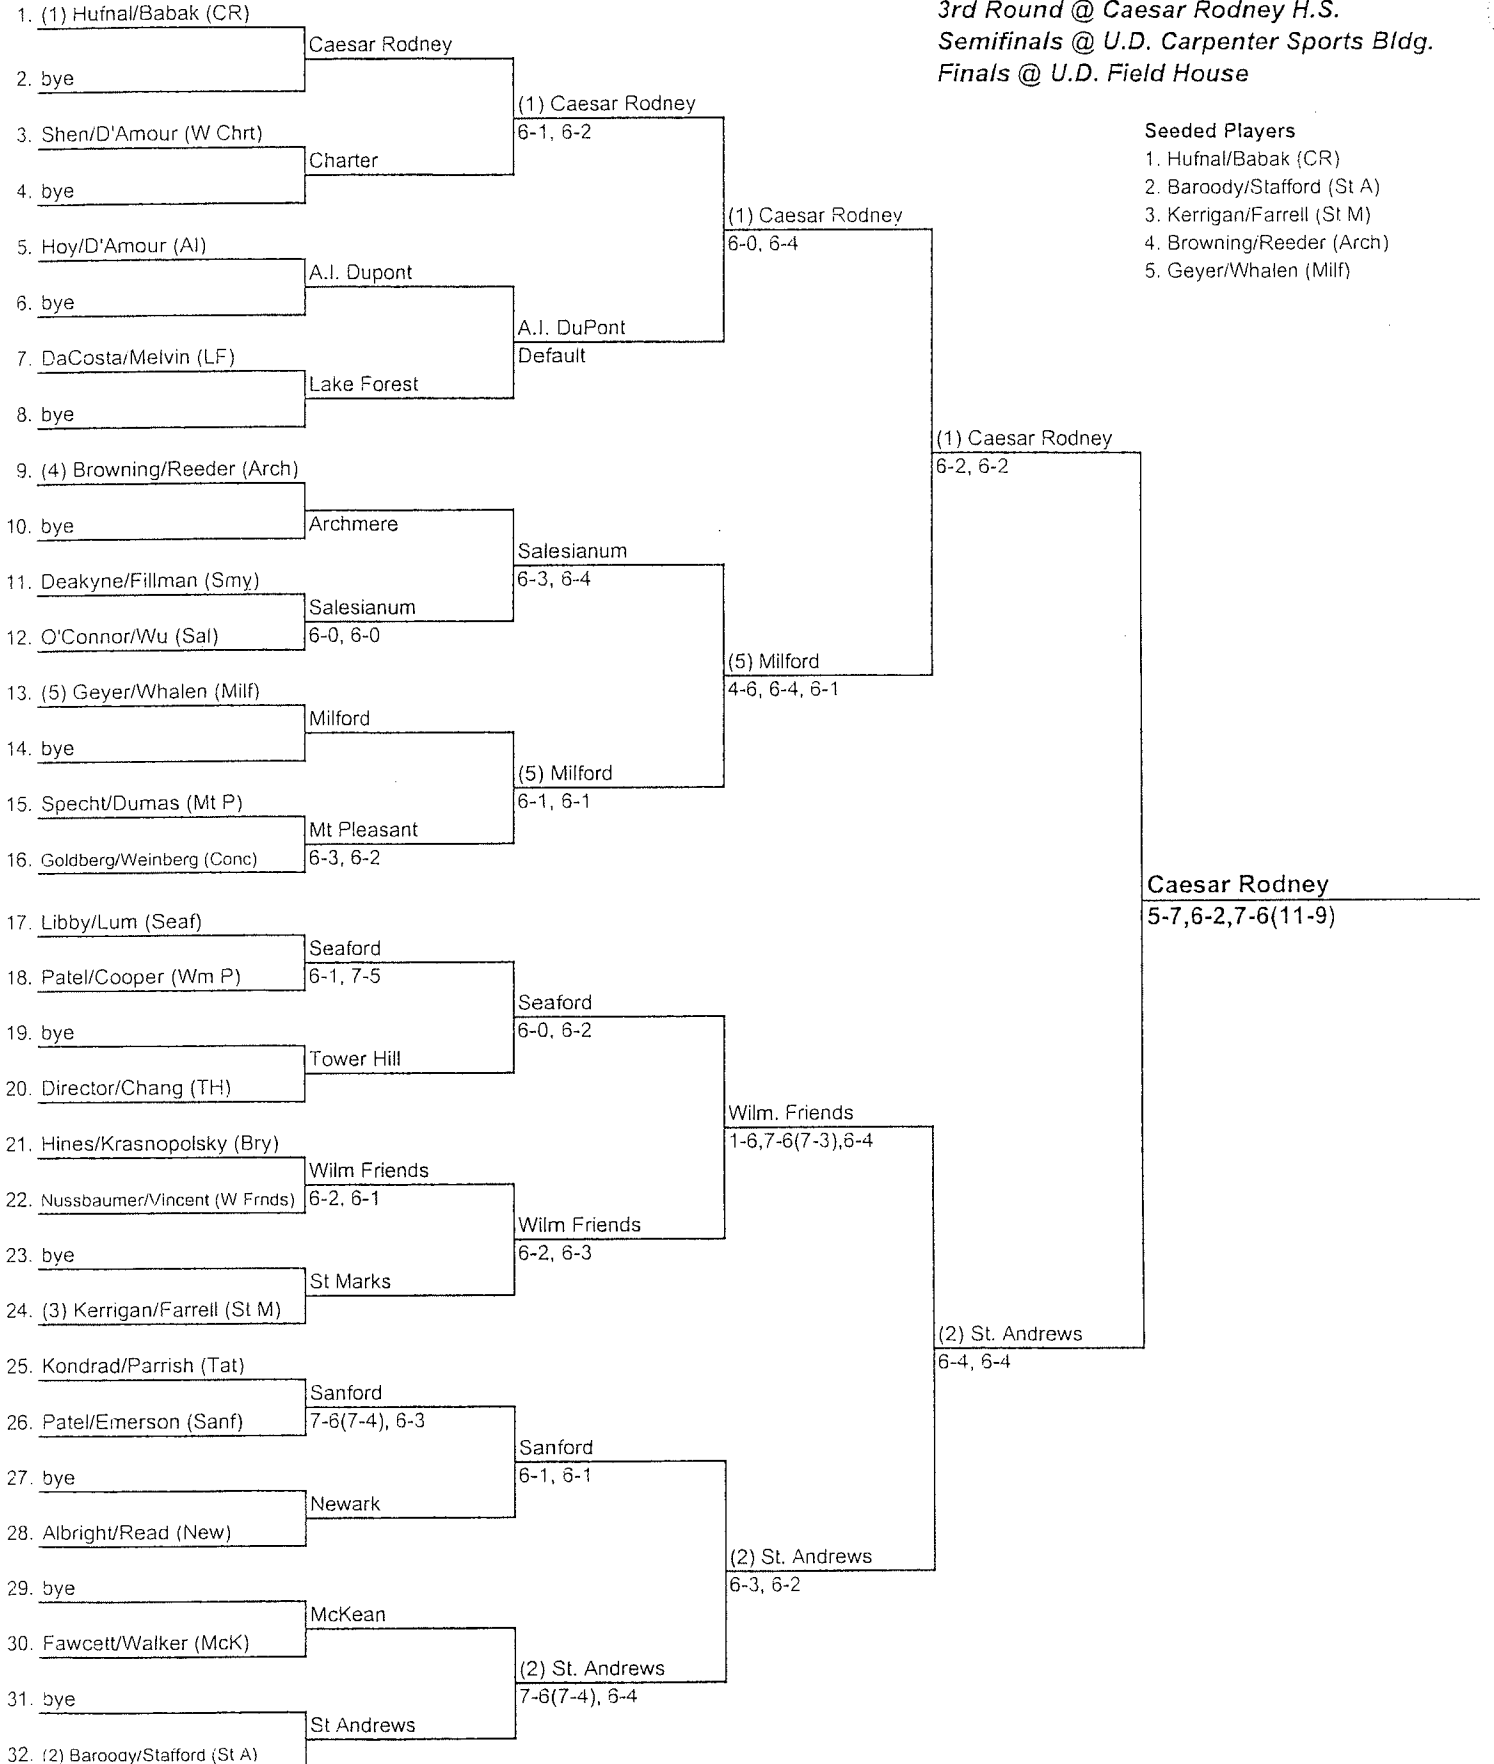 3rd Round @ Caesar Rodney H.S.
Semifinals @ U.D. Carpenter Sports Bldg.
Finals @ U.D. Field House
Seeded Players
1. Hufnal/Babak (CR)
2. Baroody/Stafford (St A)
3. Kerrigan/Farrell (St M)
4. Browning/Reeder (Arch)
5. Geyer/Whalen (Milf)
1. (1) Hufnal/Babak (CR)
2. bye
3. Shen/D'Amour (W Chrt)
4. bye
5. Hoy/D'Amour (AI)
6. bye
7. DaCosta/Melvin (LF)
8. bye
9. (4) Browning/Reeder (Arch)
10. bye
11. Deakyne/Fillman (Smy)
12. O'Connor/Wu (Sal)
13. (5) Geyer/Whalen (Milf)
14. bye
15. Specht/Dumas (Mt P)
16. Goldberg/Weinberg (Conc)
17. Libby/Lum (Seaf)
18. Patel/Cooper (Wm P)
19. bye
20. Director/Chang (TH)
21. Hines/Krasnopolsky (Bry)
22. Nussbaumer/Vincent (W Frnds)
23. bye
24. (3) Kerrigan/Farrell (St M)
25. Kondrad/Parrish (Tat)
26. Patel/Emerson (Sanf)
27. bye
28. Albright/Read (New)
29. bye
30. Fawcett/Walker (McK)
31. bye
32. (2) Baroody/Stafford (St A)
Caesar Rodney
Charter
A.I. Dupont
Lake Forest
Archmere
Salesianum
6-0, 6-0
Milford
Mt Pleasant
6-3, 6-2
Seaford
6-1, 7-5
Tower Hill
Wilm Friends
6-2, 6-1
St Marks
Sanford
7-6(7-4), 6-3
Newark
McKean
St Andrews
(1) Caesar Rodney
6-1, 6-2
A.I. DuPont
Default
Salesianum
6-3, 6-4
(5) Milford
6-1, 6-1
Seaford
6-0, 6-2
Wilm Friends
6-2, 6-3
Sanford
6-1, 6-1
(2) St. Andrews
7-6(7-4), 6-4
(1) Caesar Rodney
6-0, 6-4
(5) Milford
4-6, 6-4, 6-1
Wilm. Friends
1-6,7-6(7-3),6-4
(2) St. Andrews
6-3, 6-2
(1) Caesar Rodney
6-2, 6-2
(2) St. Andrews
6-4, 6-4
Caesar Rodney
5-7,6-2,7-6(11-9)